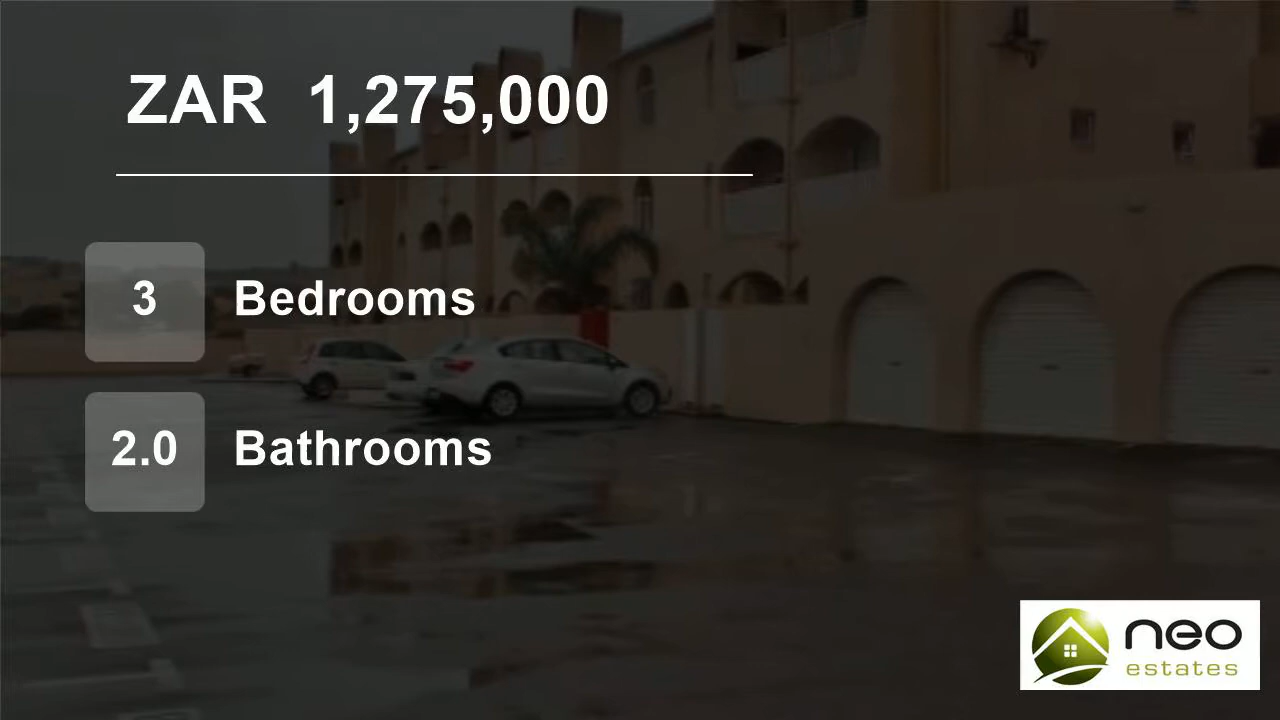 ZAR 1,275,000
3 Bedrooms
2.0 Bathrooms
neo
estates